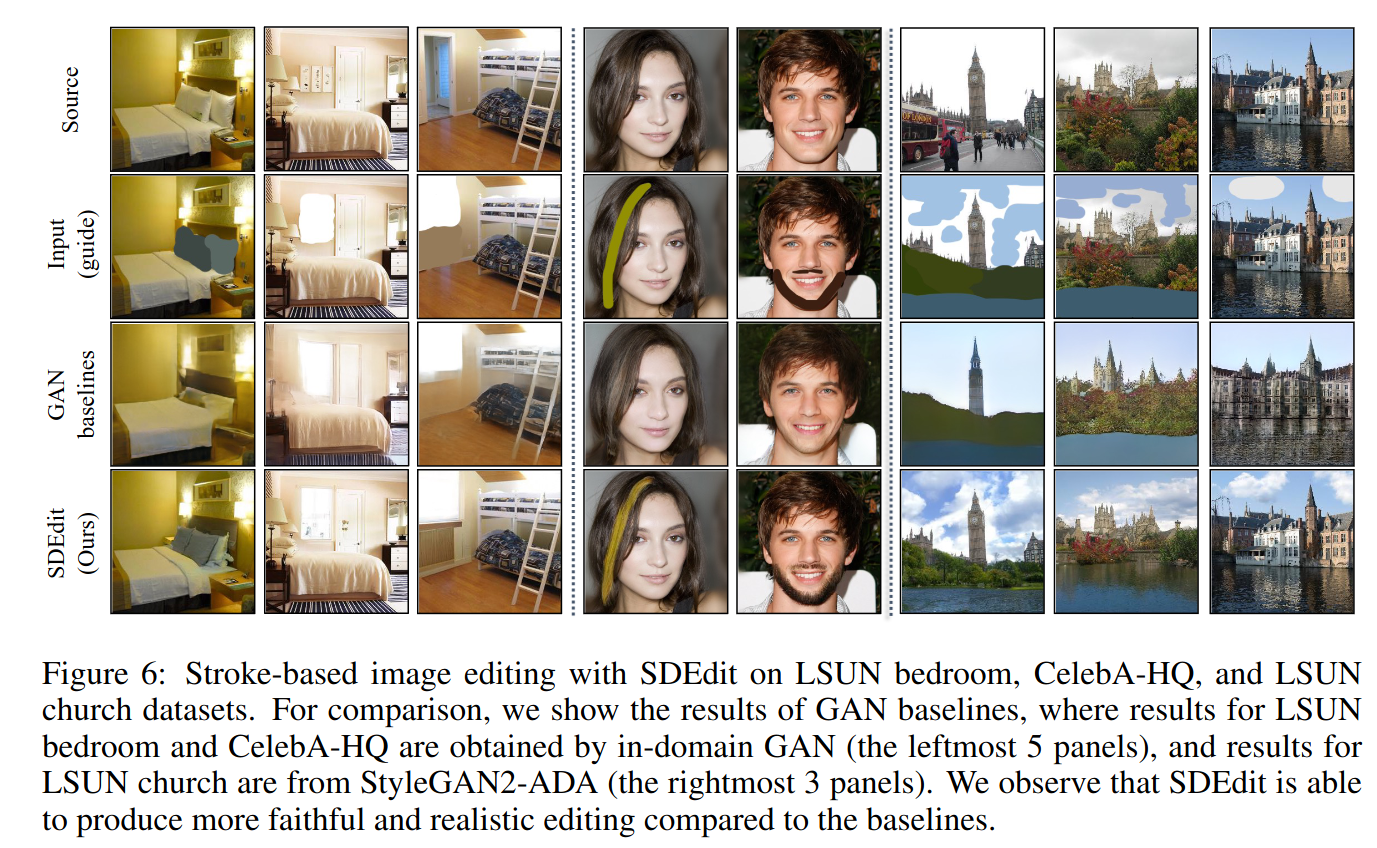 Source
Input
(guide)
GAN
baselines
SDEdit
(Ours)
Figure 6: Stroke-based image editing with SDEdit on LSUN bedroom, CelebA-HQ, and LSUN
church datasets. For comparison, we show the results of GAN baselines, where results for LSUN
bedroom and CelebA-HQ are obtained by in-domain GAN (the leftmost 5 panels), and results for
LSUN church are from StyleGAN2-ADA (the rightmost 3 panels). We observe that SDEdit is able
to produce more faithful and realistic editing compared to the baselines.